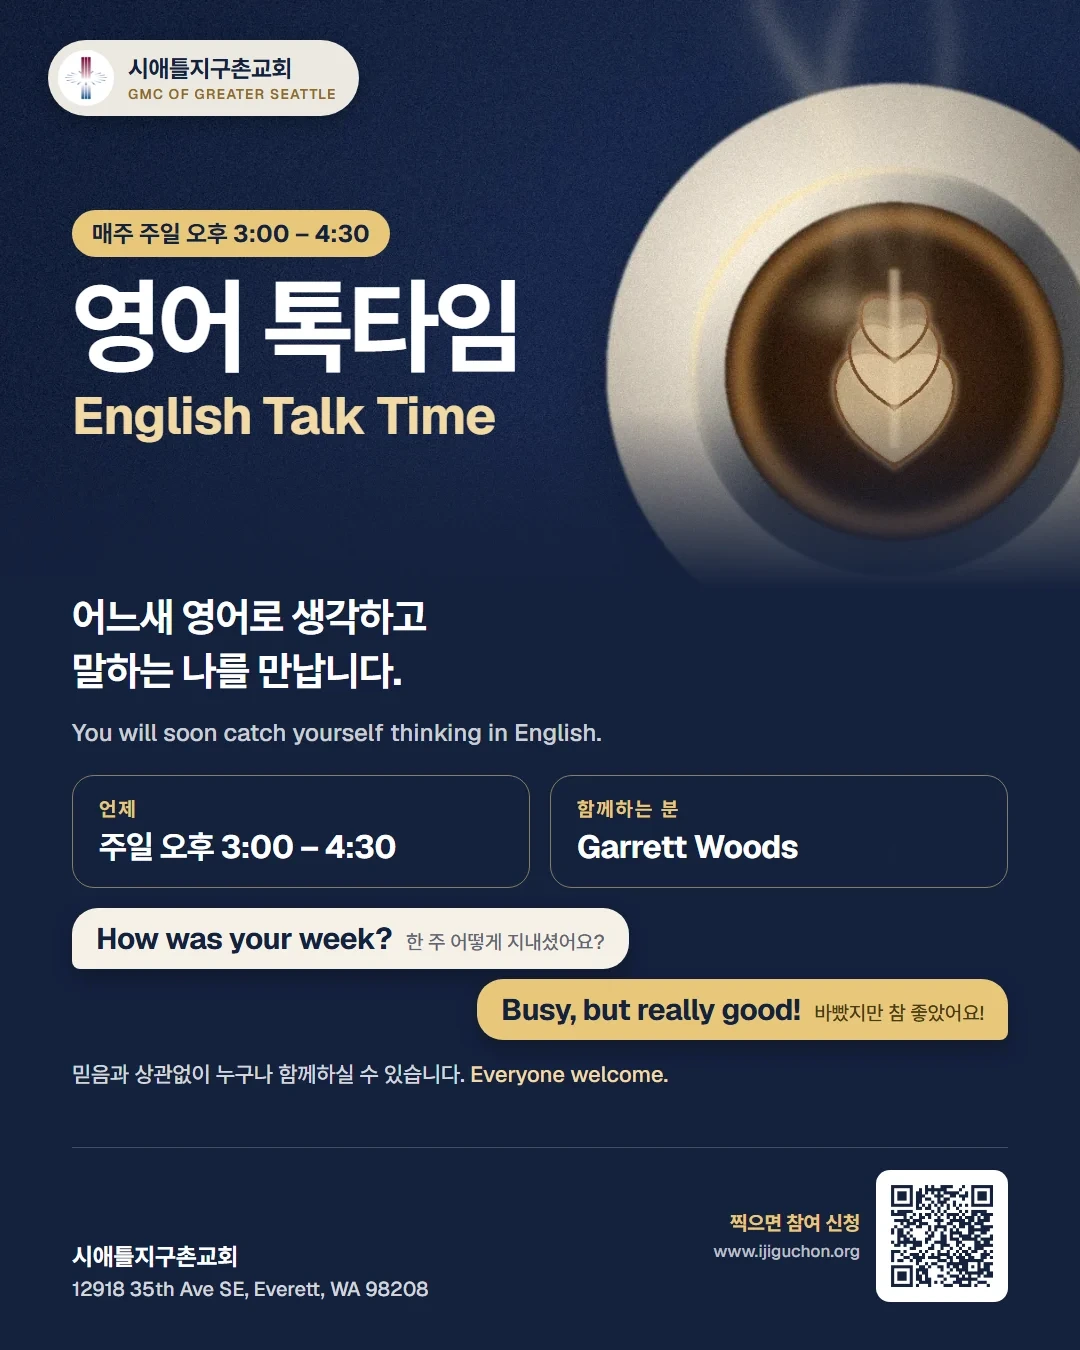 시애틀지구촌교회
GMC OF GREATER SEATTLE
매주 주일 오후 3:00 – 4:30
영어 톡타임
English Talk Time
어느새 영어로 생각하고
말하는 나를 만납니다.
You will soon catch yourself thinking in English.
언제
주일 오후 3:00 – 4:30
함께하는 분
Garrett Woods
How was your week? 한 주 어떻게 지내셨어요?
Busy, but really good! 바빴지만 참 좋았어요!
믿음과 상관없이 누구나 함께하실 수 있습니다. Everyone welcome.
찍으면 참여 신청
www.ijiguchon.org
시애틀지구촌교회
12918 35th Ave SE, Everett, WA 98208